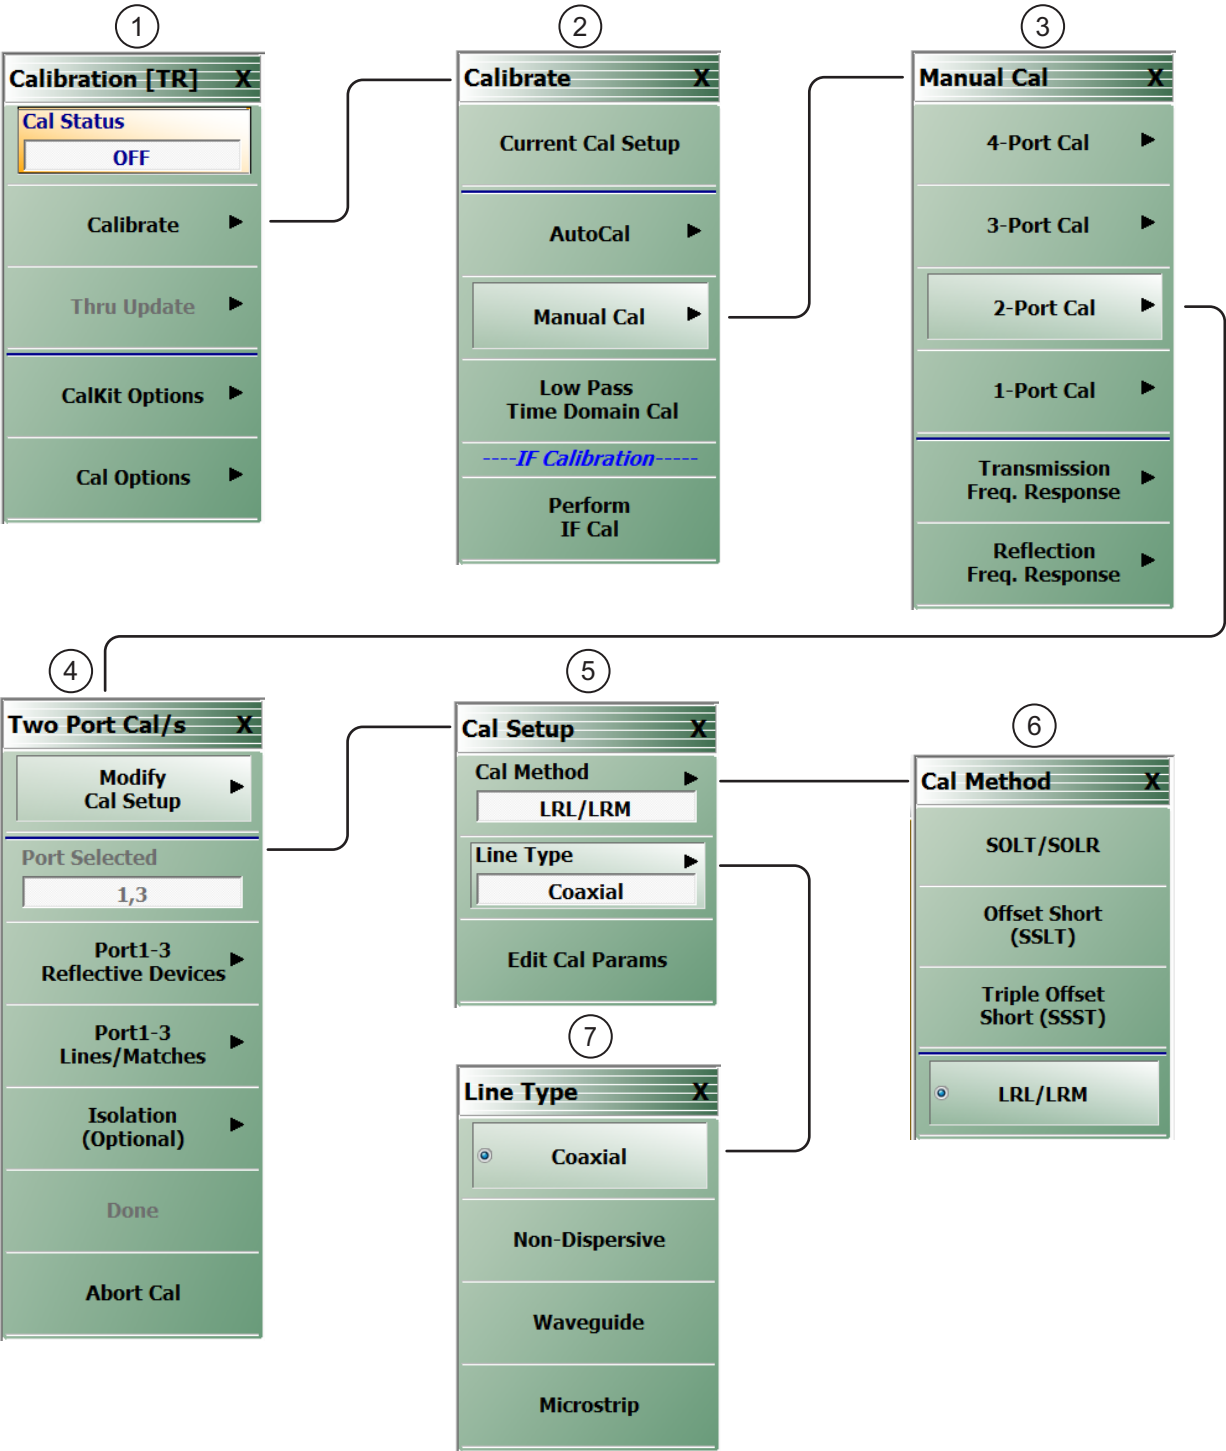 1
Calibration [TR] X
Cal Status
OFF
Calibrate
Thru Update
CalKit Options
Cal Options
2
Calibrate X
Current Cal Setup
AutoCal
Manual Cal
Low Pass
Time Domain Cal
----IF Calibration-----
Perform
IF Cal
3
Manual Cal X
4-Port Cal
3-Port Cal
2-Port Cal
1-Port Cal
Transmission
Freq. Response
Reflection
Freq. Response
4
Two Port Cal/s X
Modify
Cal Setup
Port Selected
1,3
Port1-3
Reflective Devices
Port1-3
Lines/Matches
Isolation
(Optional)
Done
Abort Cal
5
Cal Setup X
Cal Method
LRL/LRM
Line Type
Coaxial
Edit Cal Params
6
Cal Method X
SOLT/SOLR
Offset Short
(SSLT)
Triple Offset
Short (SSST)
LRL/LRM
7
Line Type X
Coaxial
Non-Dispersive
Waveguide
Microstrip